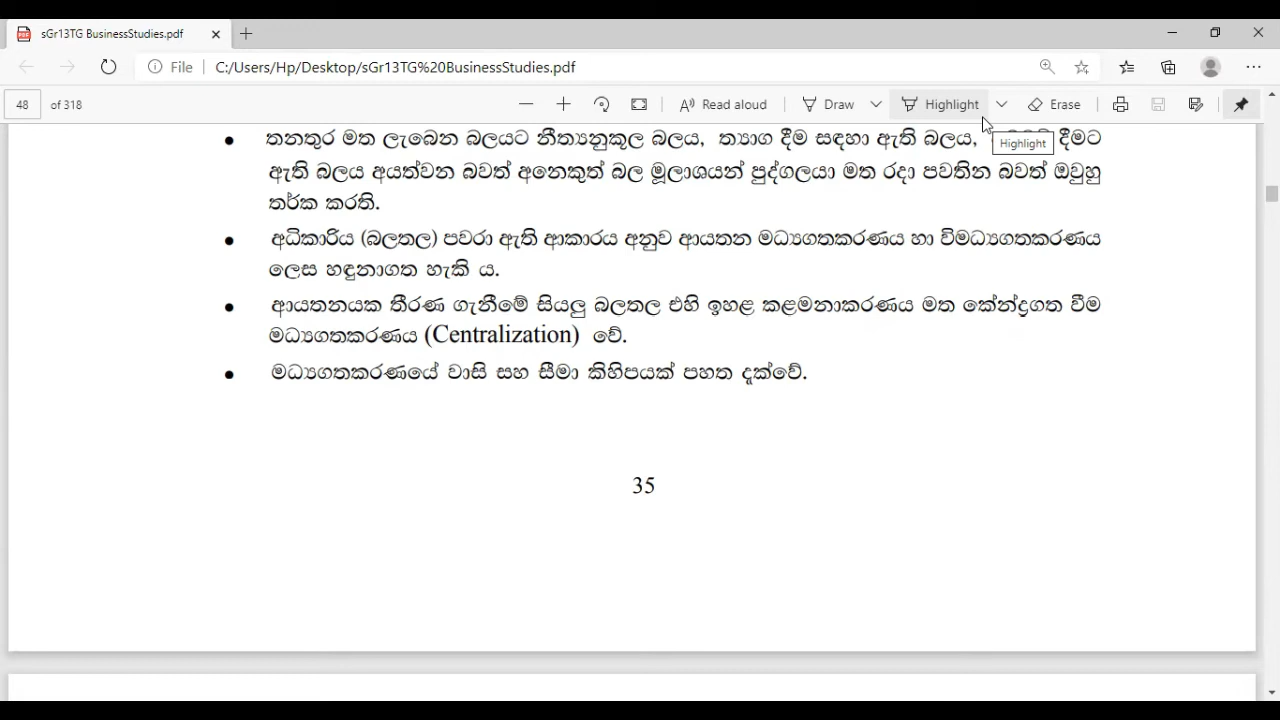 sGr13TG BusinessStudies.pdf
File C:/Users/Hp/Desktop/sGr13TG%20BusinessStudies.pdf
48 of 318 Read aloud Draw Highlight Erase
Highlight
• තනතුර මත ලැබෙන බලයට නීත්‍යනුකූල බලය, ත්‍යාග දීම සඳහා ඇති බලය, දීමට
ඇති බලය අයත්වන බවත් අනෙකුත් බල මූලාශයන් පුද්ගලයා මත රදා පවතින බවත් ඔවුහු
තර්ක කරති.
• අධිකාරිය (බලතල) පවරා ඇති ආකාරය අනුව ආයතන මධ්‍යගතකරණය හා විමධ්‍යගතකරණය
ලෙස හඳුනාගත හැකි ය.
• ආයතනයක තීරණ ගැනීමේ සියලු බලතල එහි ඉහළ කළමනාකරණය මත කේන්ද්‍රගත වීම
මධ්‍යගතකරණය (Centralization) වේ.
• මධ්‍යගතකරණයේ වාසි සහ සීමා කිහිපයක් පහත දැක්වේ.
35